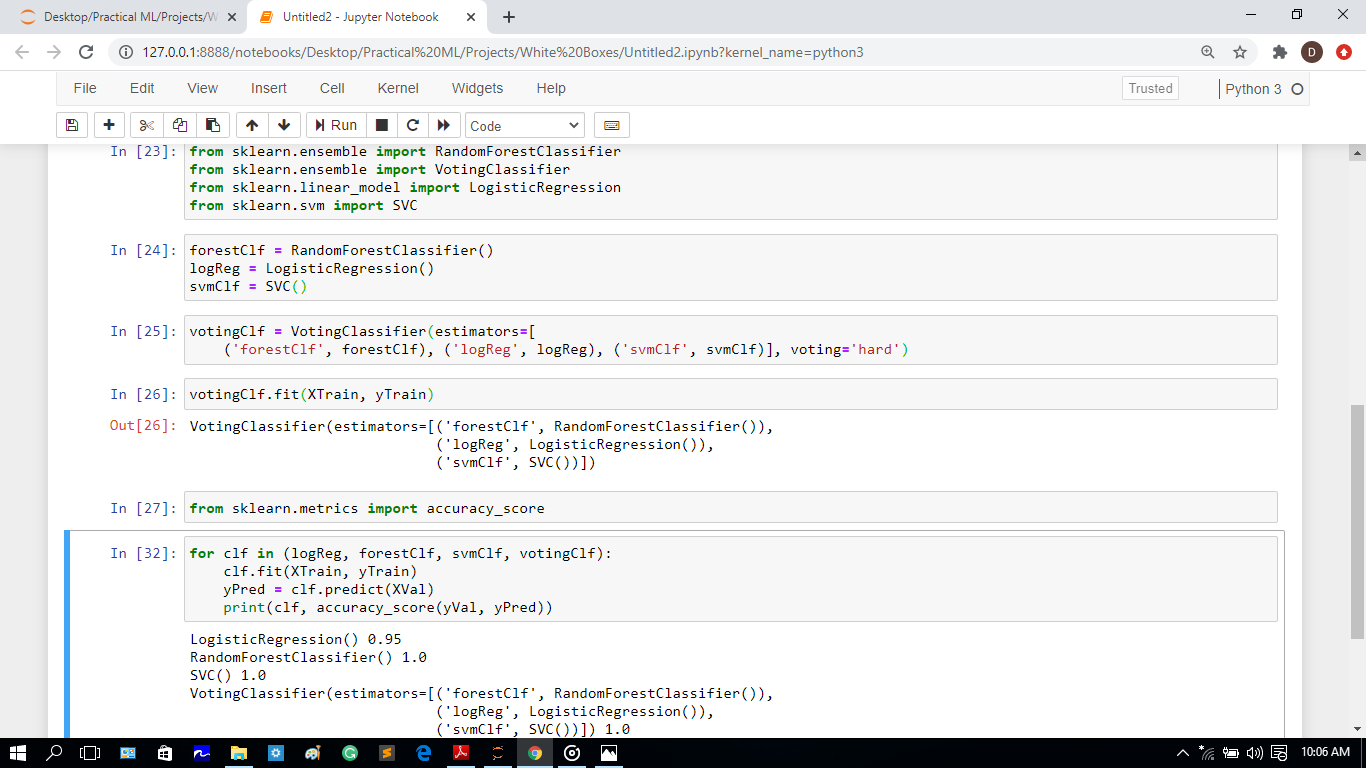 Desktop/Practical ML/Projects/W
Untitled2 - Jupyter Notebook
127.0.0.1:8888/notebooks/Desktop/Practical%20ML/Projects/White%20Boxes/Untitled2.ipynb?kernel_name=python3
D
File Edit View Insert Cell Kernel Widgets Help
Trusted
Python 3
Run
Code
In [23]: from sklearn.ensemble import RandomForestClassifier
from sklearn.ensemble import VotingClassifier
from sklearn.linear_model import LogisticRegression
from sklearn.svm import SVC
In [24]: forestClf = RandomForestClassifier()
logReg = LogisticRegression()
svmClf = SVC()
In [25]: votingClf = VotingClassifier(estimators=[
('forestClf', forestClf), ('logReg', logReg), ('svmClf', svmClf)], voting='hard')
In [26]: votingClf.fit(XTrain, yTrain)
Out[26]: VotingClassifier(estimators=[('forestClf', RandomForestClassifier()),
('logReg', LogisticRegression()),
('svmClf', SVC())])
In [27]: from sklearn.metrics import accuracy_score
In [32]: for clf in (logReg, forestClf, svmClf, votingClf):
clf.fit(XTrain, yTrain)
yPred = clf.predict(XVal)
print(clf, accuracy_score(yVal, yPred))
LogisticRegression() 0.95
RandomForestClassifier() 1.0
SVC() 1.0
VotingClassifier(estimators=[('forestClf', RandomForestClassifier()),
('logReg', LogisticRegression()),
('svmClf', SVC())]) 1.0
10:06 AM